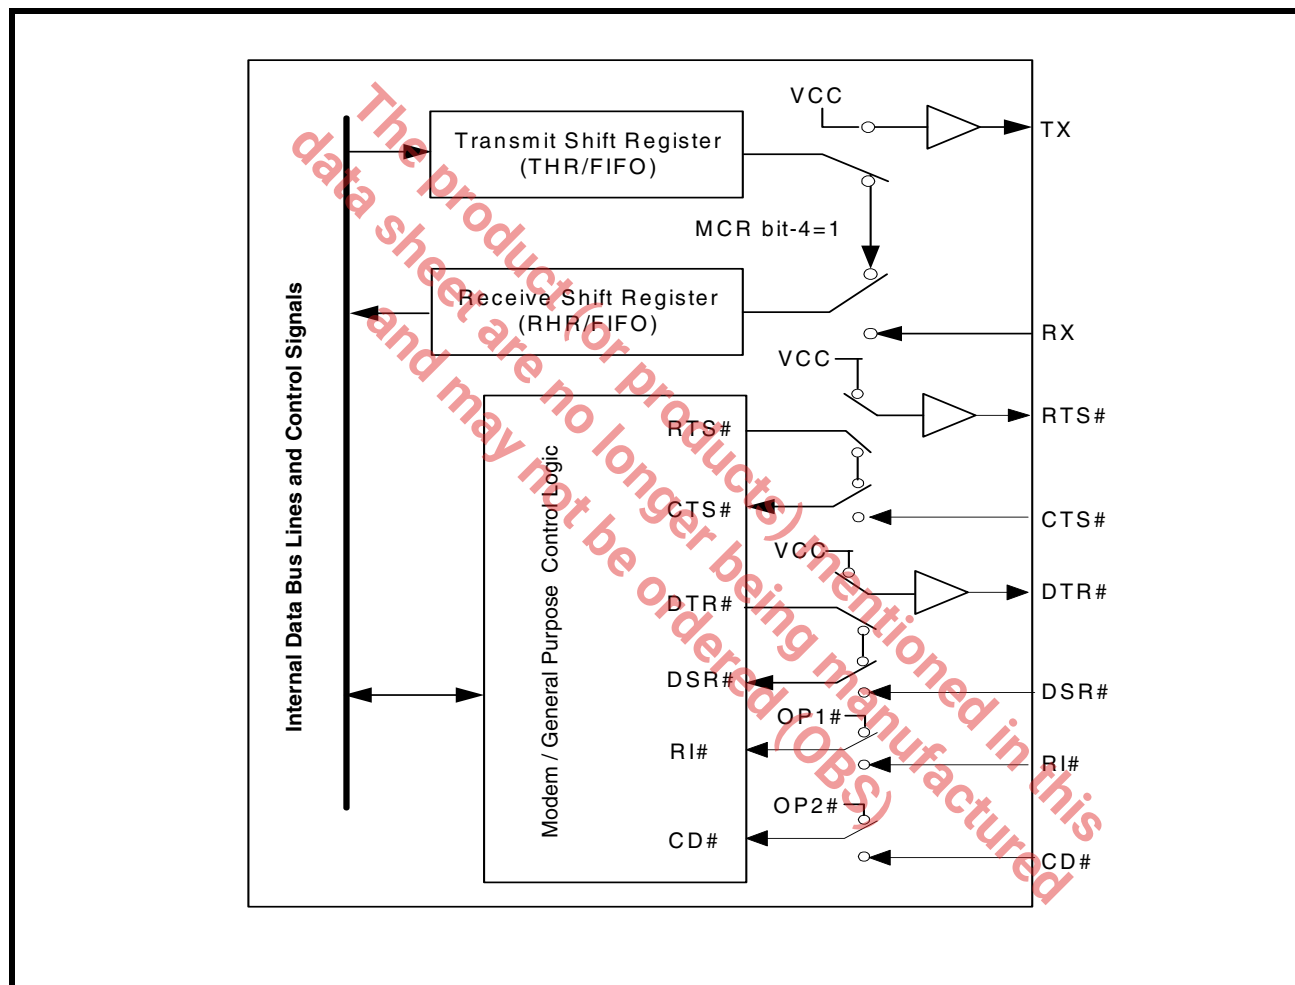 VCC
TX
Transmit Shift Register
(THR/FIFO)
MCR bit-4=1
Receive Shift Register
(RHR/FIFO)
RX
VCC
RTS#
RTS#
CTS#
CTS#
VCC
DTR#
DTR#
DSR#
DSR#
OP1#
RI#
RI#
OP2#
CD#
CD#
Internal Data Bus Lines and Control Signals
Modem / General Purpose Control Logic
The product (or products) mentioned in this
data sheet are no longer being manufactured
and may not be ordered (OBS)